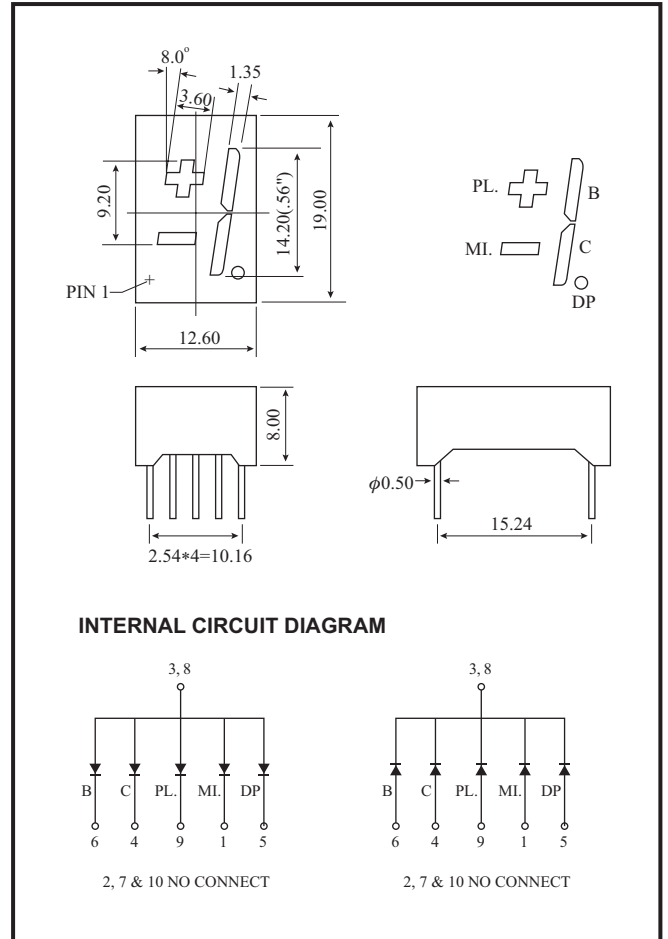 8.0°
1.35
3.60
9.20
14.20(.56")
19.00
PIN 1
12.60
PL.
B
MI.
C
DP
8.00
2.54*4=10.16
ϕ0.50
15.24
INTERNAL CIRCUIT DIAGRAM
3, 8
B C PL. MI. DP
6 4 9 1 5
2, 7 & 10 NO CONNECT
3, 8
B C PL. MI. DP
6 4 9 1 5
2, 7 & 10 NO CONNECT